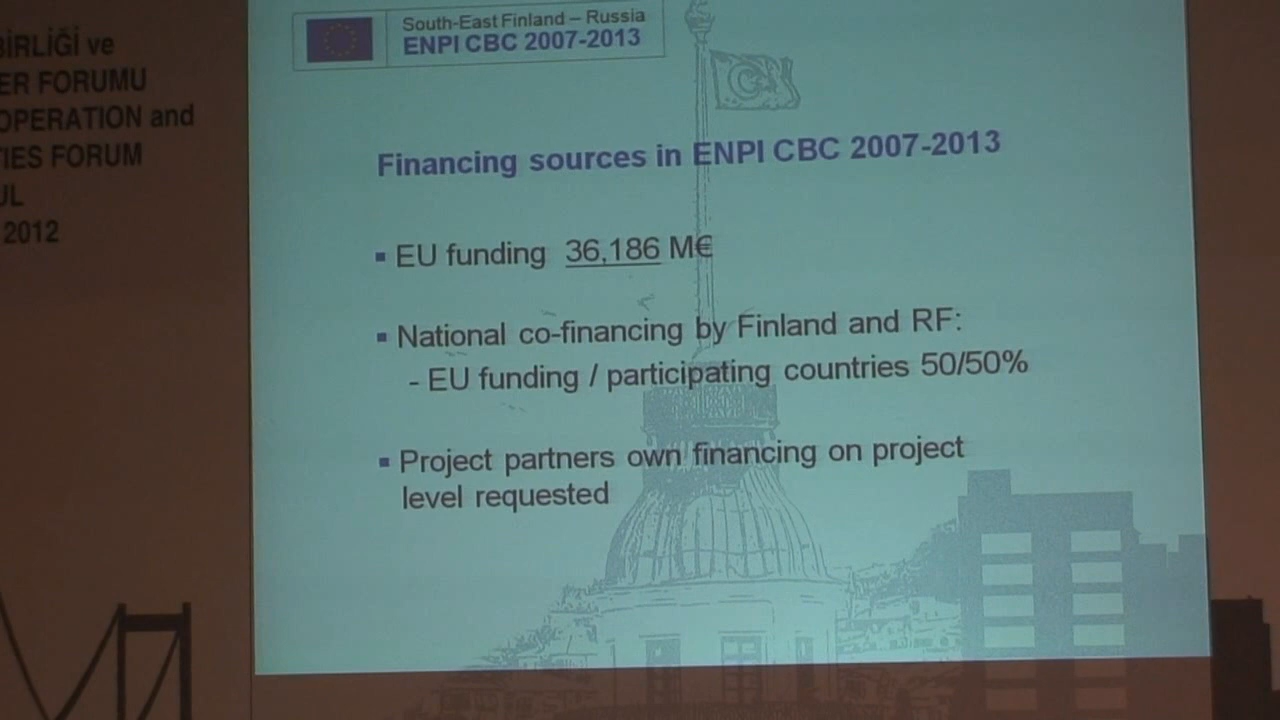 BİRLİĞİ ve
ER FORUMU
OPERATION and
TIES FORUM
UL
2012
South-East Finland – Russia
ENPI CBC 2007-2013
Financing sources in ENPI CBC 2007-2013
▪ EU funding 36,186 M€
▪ National co-financing by Finland and RF:
- EU funding / participating countries 50/50%
▪ Project partners own financing on project
level requested